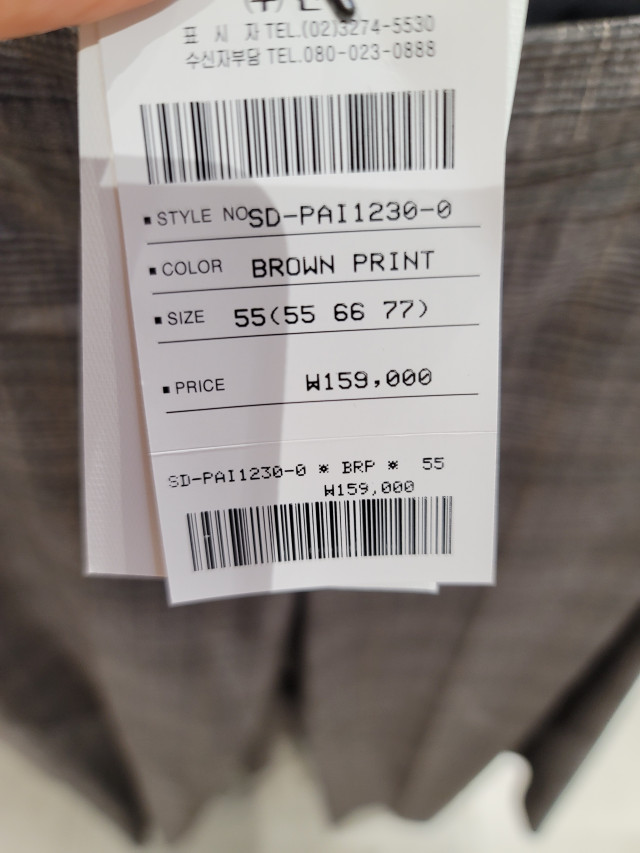 표 시 자 TEL.(02)3274-5530
수신자부담 TEL.080-023-0888
■ STYLE NO SD-PAI1230-0
■ COLOR BROWN PRINT
■ SIZE 55(55 66 77)
■ PRICE ₩159,000
SD-PAI1230-0 * BRP * 55
₩159,000